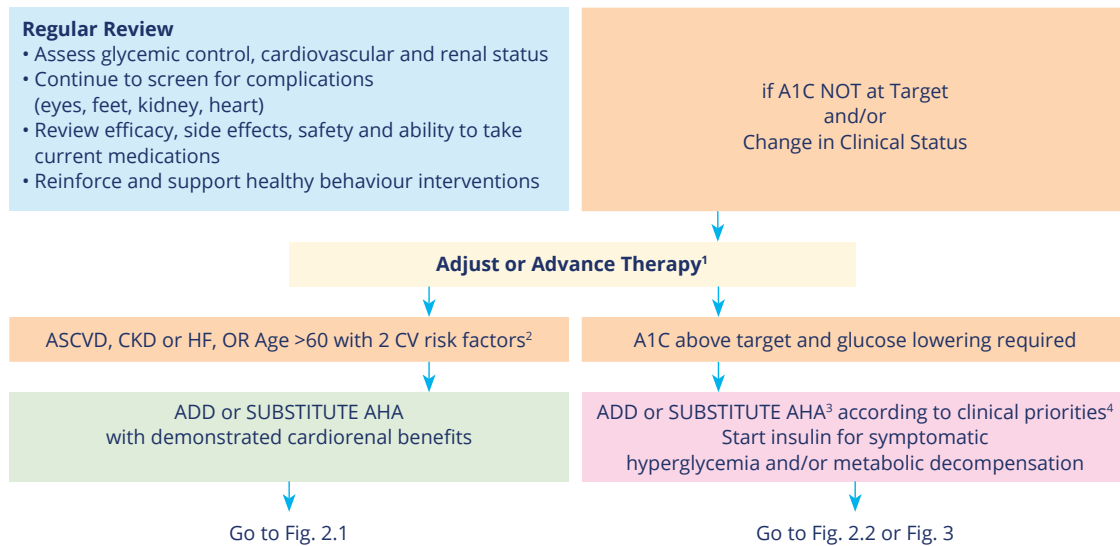 Regular Review
• Assess glycemic control, cardiovascular and renal status
• Continue to screen for complications
(eyes, feet, kidney, heart)
• Review efficacy, side effects, safety and ability to take
current medications
• Reinforce and support healthy behaviour interventions
if A1C NOT at Target
and/or
Change in Clinical Status
Adjust or Advance Therapy¹
ASCVD, CKD or HF, OR Age >60 with 2 CV risk factors²
A1C above target and glucose lowering required
ADD or SUBSTITUTE AHA
with demonstrated cardiorenal benefits
ADD or SUBSTITUTE AHA³ according to clinical priorities⁴
Start insulin for symptomatic
hyperglycemia and/or metabolic decompensation
Go to Fig. 2.1
Go to Fig. 2.2 or Fig. 3